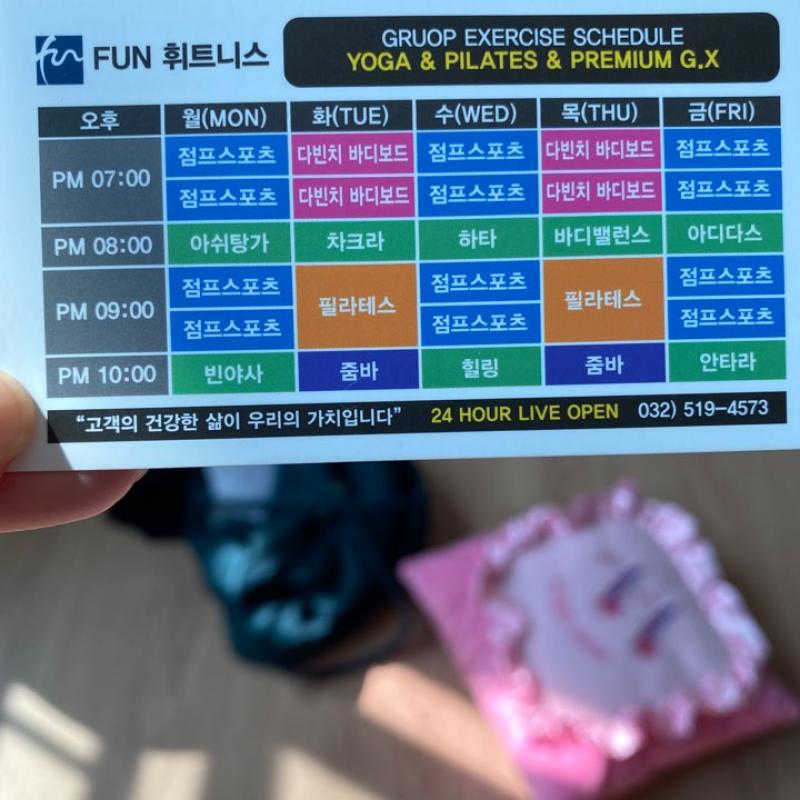 fun FUN 휘트니스
GRUOP EXERCISE SCHEDULE
YOGA & PILATES & PREMIUM G.X
오후 월(MON) 화(TUE) 수(WED) 목(THU) 금(FRI)
PM 07:00 점프스포츠 다빈치 바디보드 점프스포츠 다빈치 바디보드 점프스포츠
점프스포츠 다빈치 바디보드 점프스포츠 다빈치 바디보드 점프스포츠
PM 08:00 아쉬탕가 차크라 하타 바디밸런스 아디다스
PM 09:00 점프스포츠 필라테스 점프스포츠 필라테스 점프스포츠
점프스포츠 점프스포츠 점프스포츠
PM 10:00 빈야사 줌바 힐링 줌바 안타라
“고객의 건강한 삶이 우리의 가치입니다” 24 HOUR LIVE OPEN 032) 519-4573